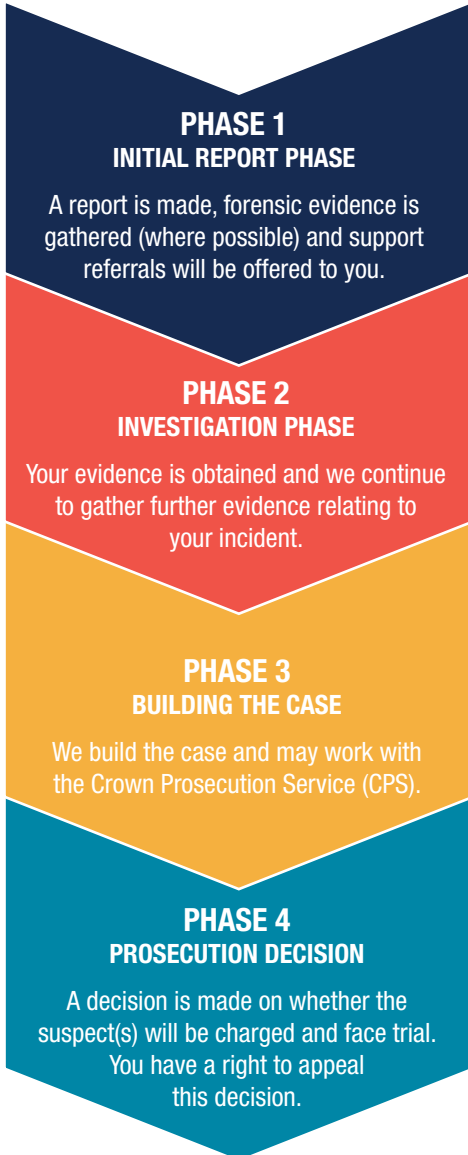 PHASE 1
INITIAL REPORT PHASE
A report is made, forensic evidence is
gathered (where possible) and support
referrals will be offered to you.
PHASE 2
INVESTIGATION PHASE
Your evidence is obtained and we continue
to gather further evidence relating to
your incident.
PHASE 3
BUILDING THE CASE
We build the case and may work with
the Crown Prosecution Service (CPS).
PHASE 4
PROSECUTION DECISION
A decision is made on whether the
suspect(s) will be charged and face trial.
You have a right to appeal
this decision.